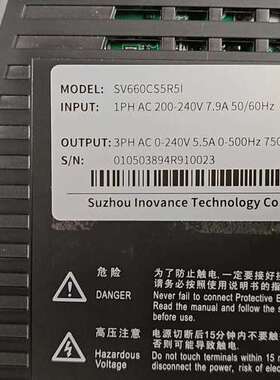 MODEL: SV660CS5R5I
INPUT: 1PH AC 200-240V 7.9A 50/60Hz
OUTPUT: 3PH AC 0-240V 5.5A 0-500Hz 750
S/N: 010503894R910023
Suzhou Inovance Technology Co
危险
DANGER
为了防止触电,一定要接好接
请务必按照使用说明书的指
Never fail to connect Protective E
Read the manual and follow the s
高压注意
Hazardous
Voltage
电源切断后15分钟内不要触
否则可能导致触电
Do not touch terminals within 15 m
disconnect the power, risk of elec